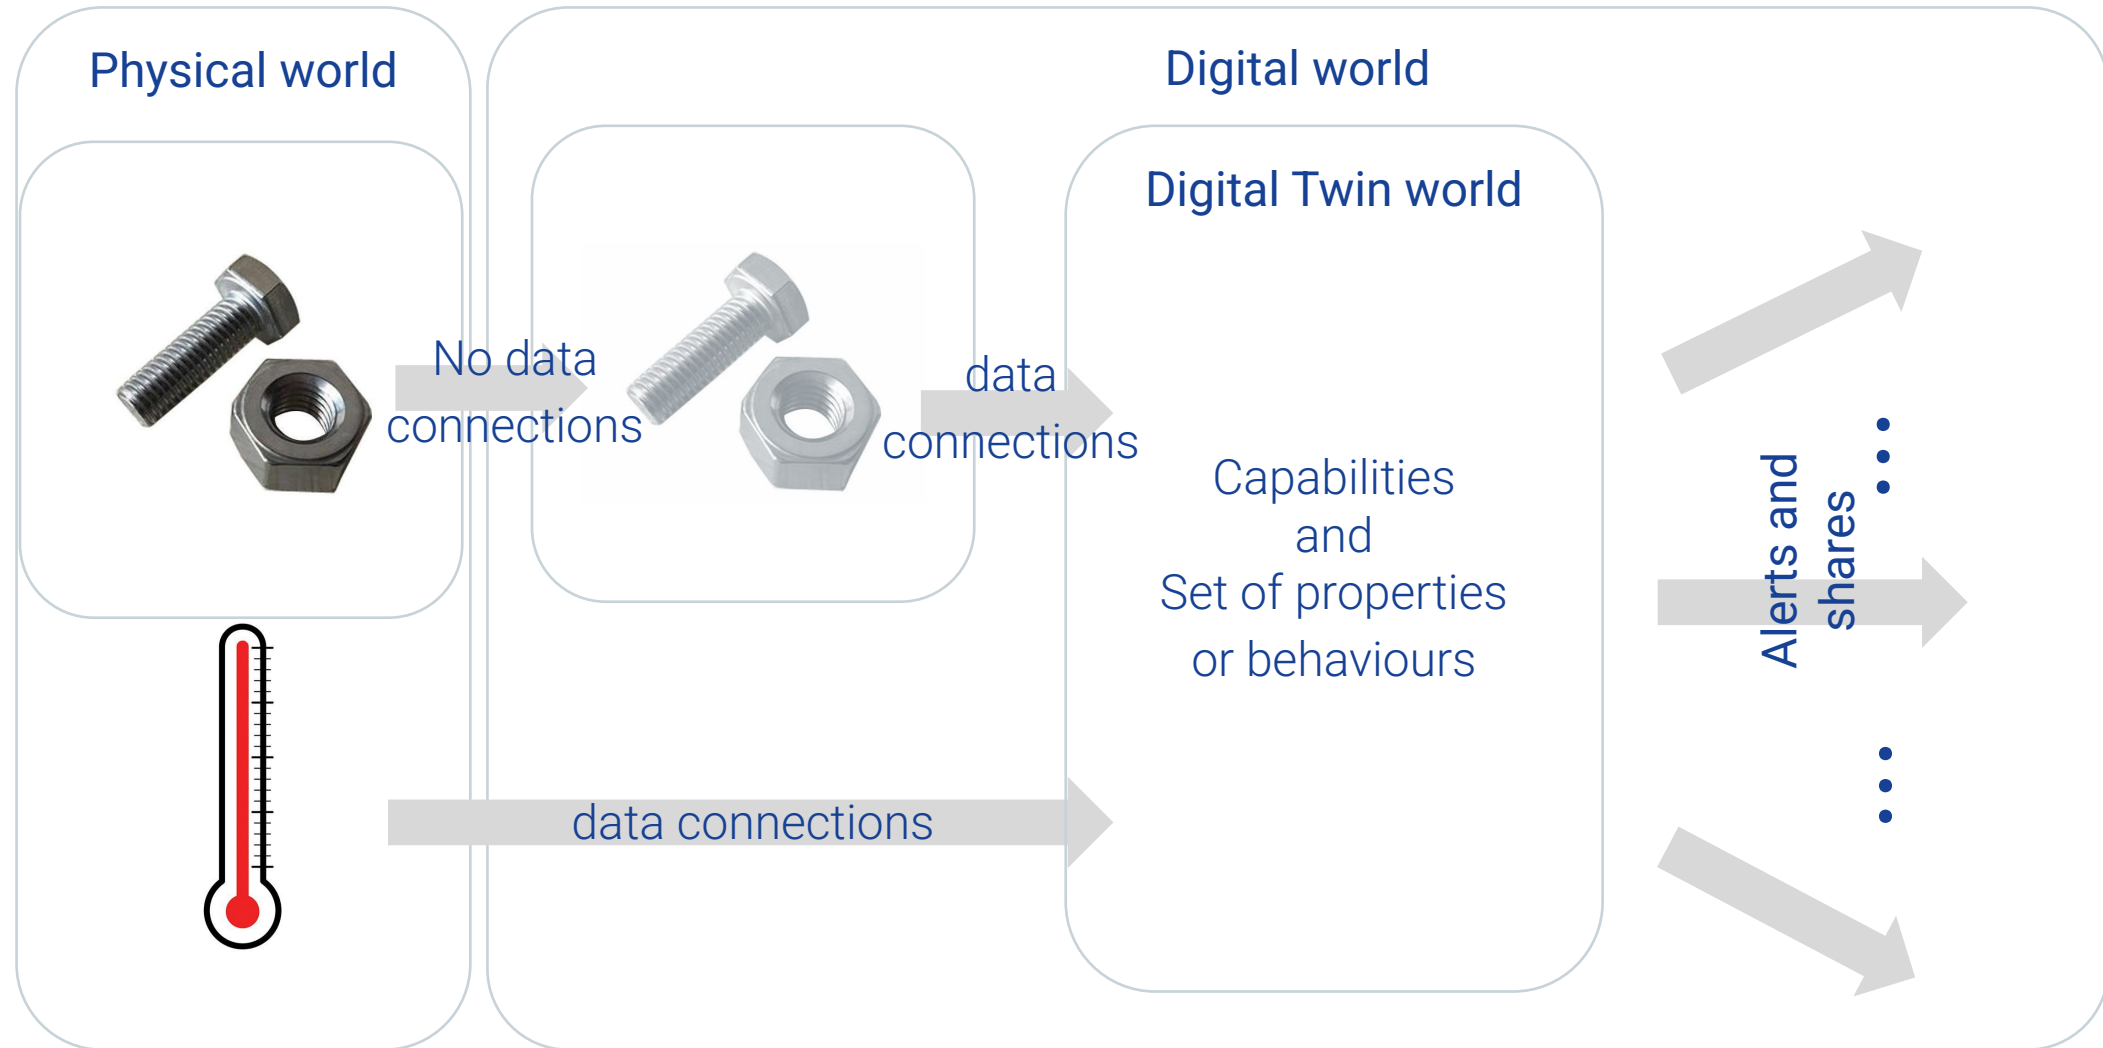 Physical world
Digital world
Digital Twin world
No data
connections
data
connections
Capabilities
and
Set of properties
or behaviours
Alerts and
shares
data connections